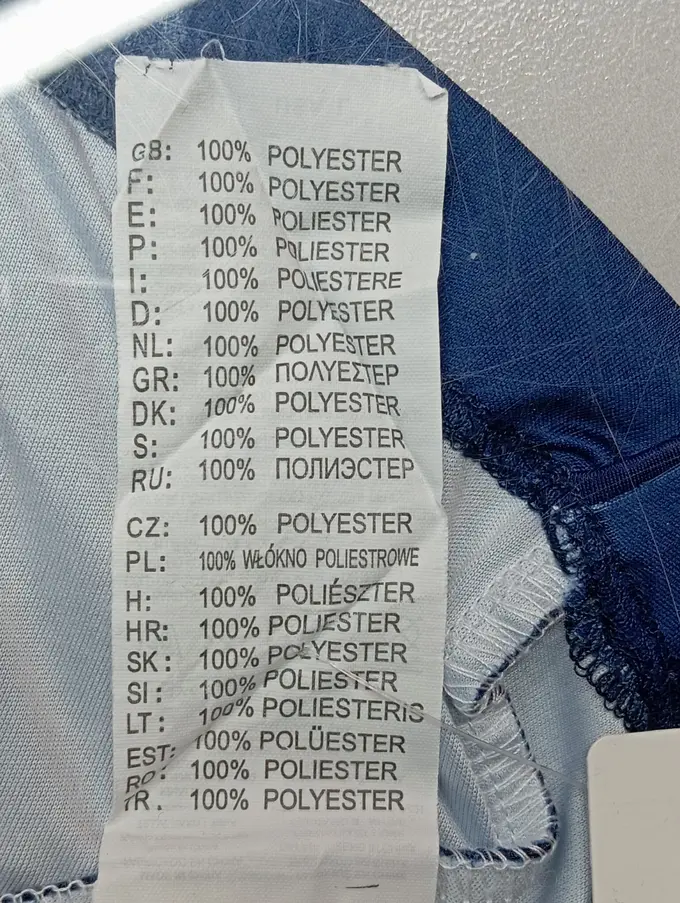 GB: 100% POLYESTER
F: 100% POLYESTER
E: 100% POLIESTER
P: 100% POLIESTER
I: 100% POLIESTERE
D: 100% POLYESTER
NL: 100% POLYESTER
GR: 100% ΠΟΛΥΕΣΤΕΡ
DK: 100% POLYESTER
S: 100% POLYESTER
RU: 100% ПОЛИЭСТЕР
CZ: 100% POLYESTER
PL: 100% WŁÓKNO POLIESTROWE
H: 100% POLIÉSZTER
HR: 100% POLIESTER
SK: 100% POLYESTER
SI: 100% POLIESTER
LT: 100% POLIESTERIS
EST: 100% POLÜESTER
RO: 100% POLIESTER
TR. 100% POLYESTER